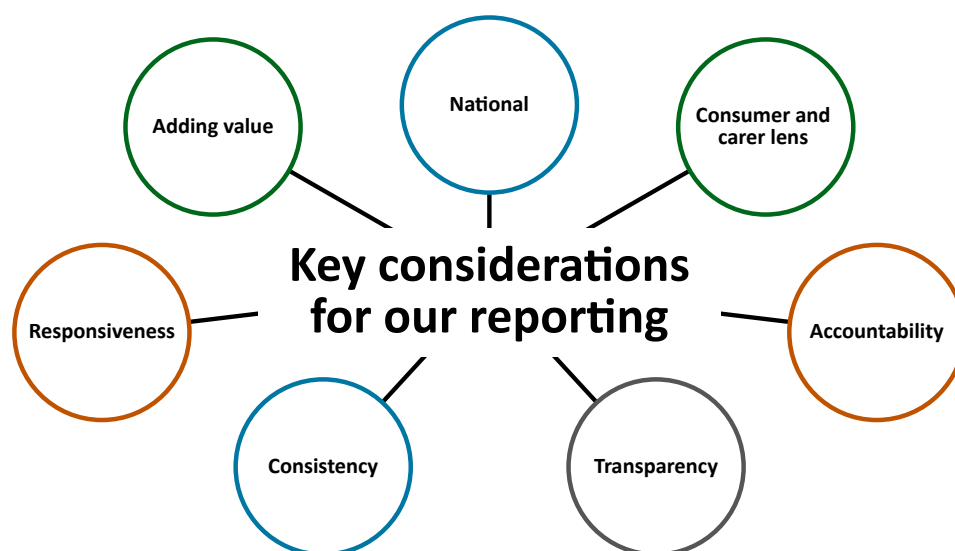 National
Adding value
Consumer and
carer lens
Key considerations
for our reporting
Responsiveness
Accountability
Consistency
Transparency